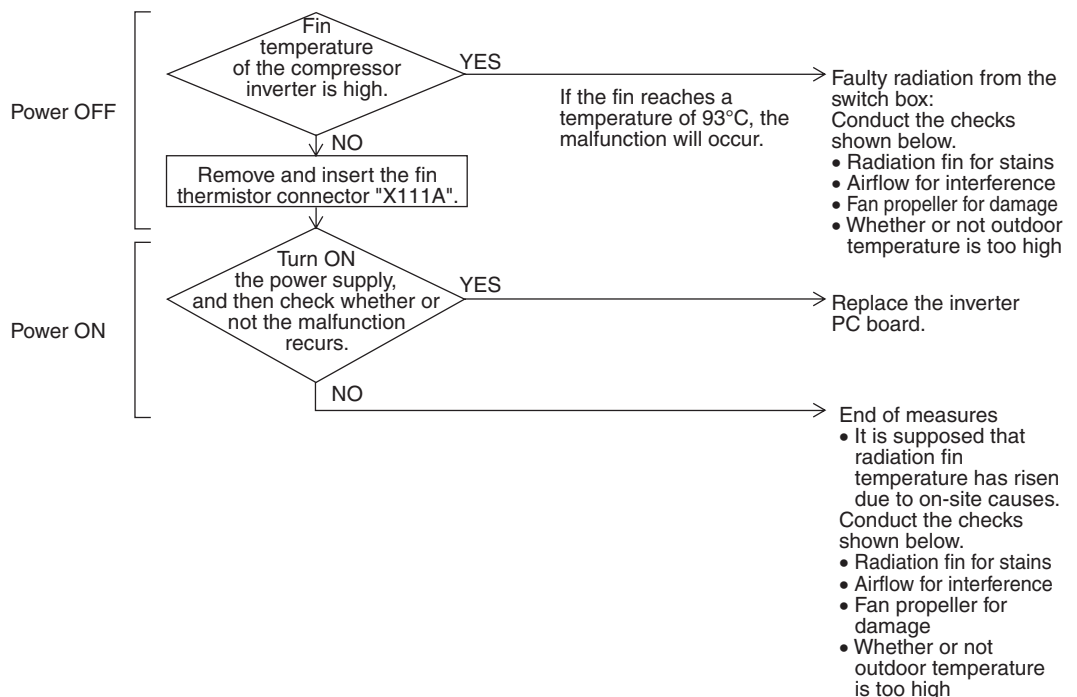 Power OFF
Fin
temperature
of the compressor
inverter is high.
YES
If the fin reaches a
temperature of 93°C, the
malfunction will occur.
Faulty radiation from the
switch box:
Conduct the checks
shown below.
• Radiation fin for stains
• Airflow for interference
• Fan propeller for damage
• Whether or not outdoor
temperature is too high
NO
Remove and insert the fin
thermistor connector "X111A".
Power ON
Turn ON
the power supply,
and then check whether or
not the malfunction
recurs.
YES
Replace the inverter
PC board.
NO
End of measures
• It is supposed that
radiation fin
temperature has risen
due to on-site causes.
Conduct the checks
shown below.
• Radiation fin for stains
• Airflow for interference
• Fan propeller for
damage
• Whether or not
outdoor temperature
is too high